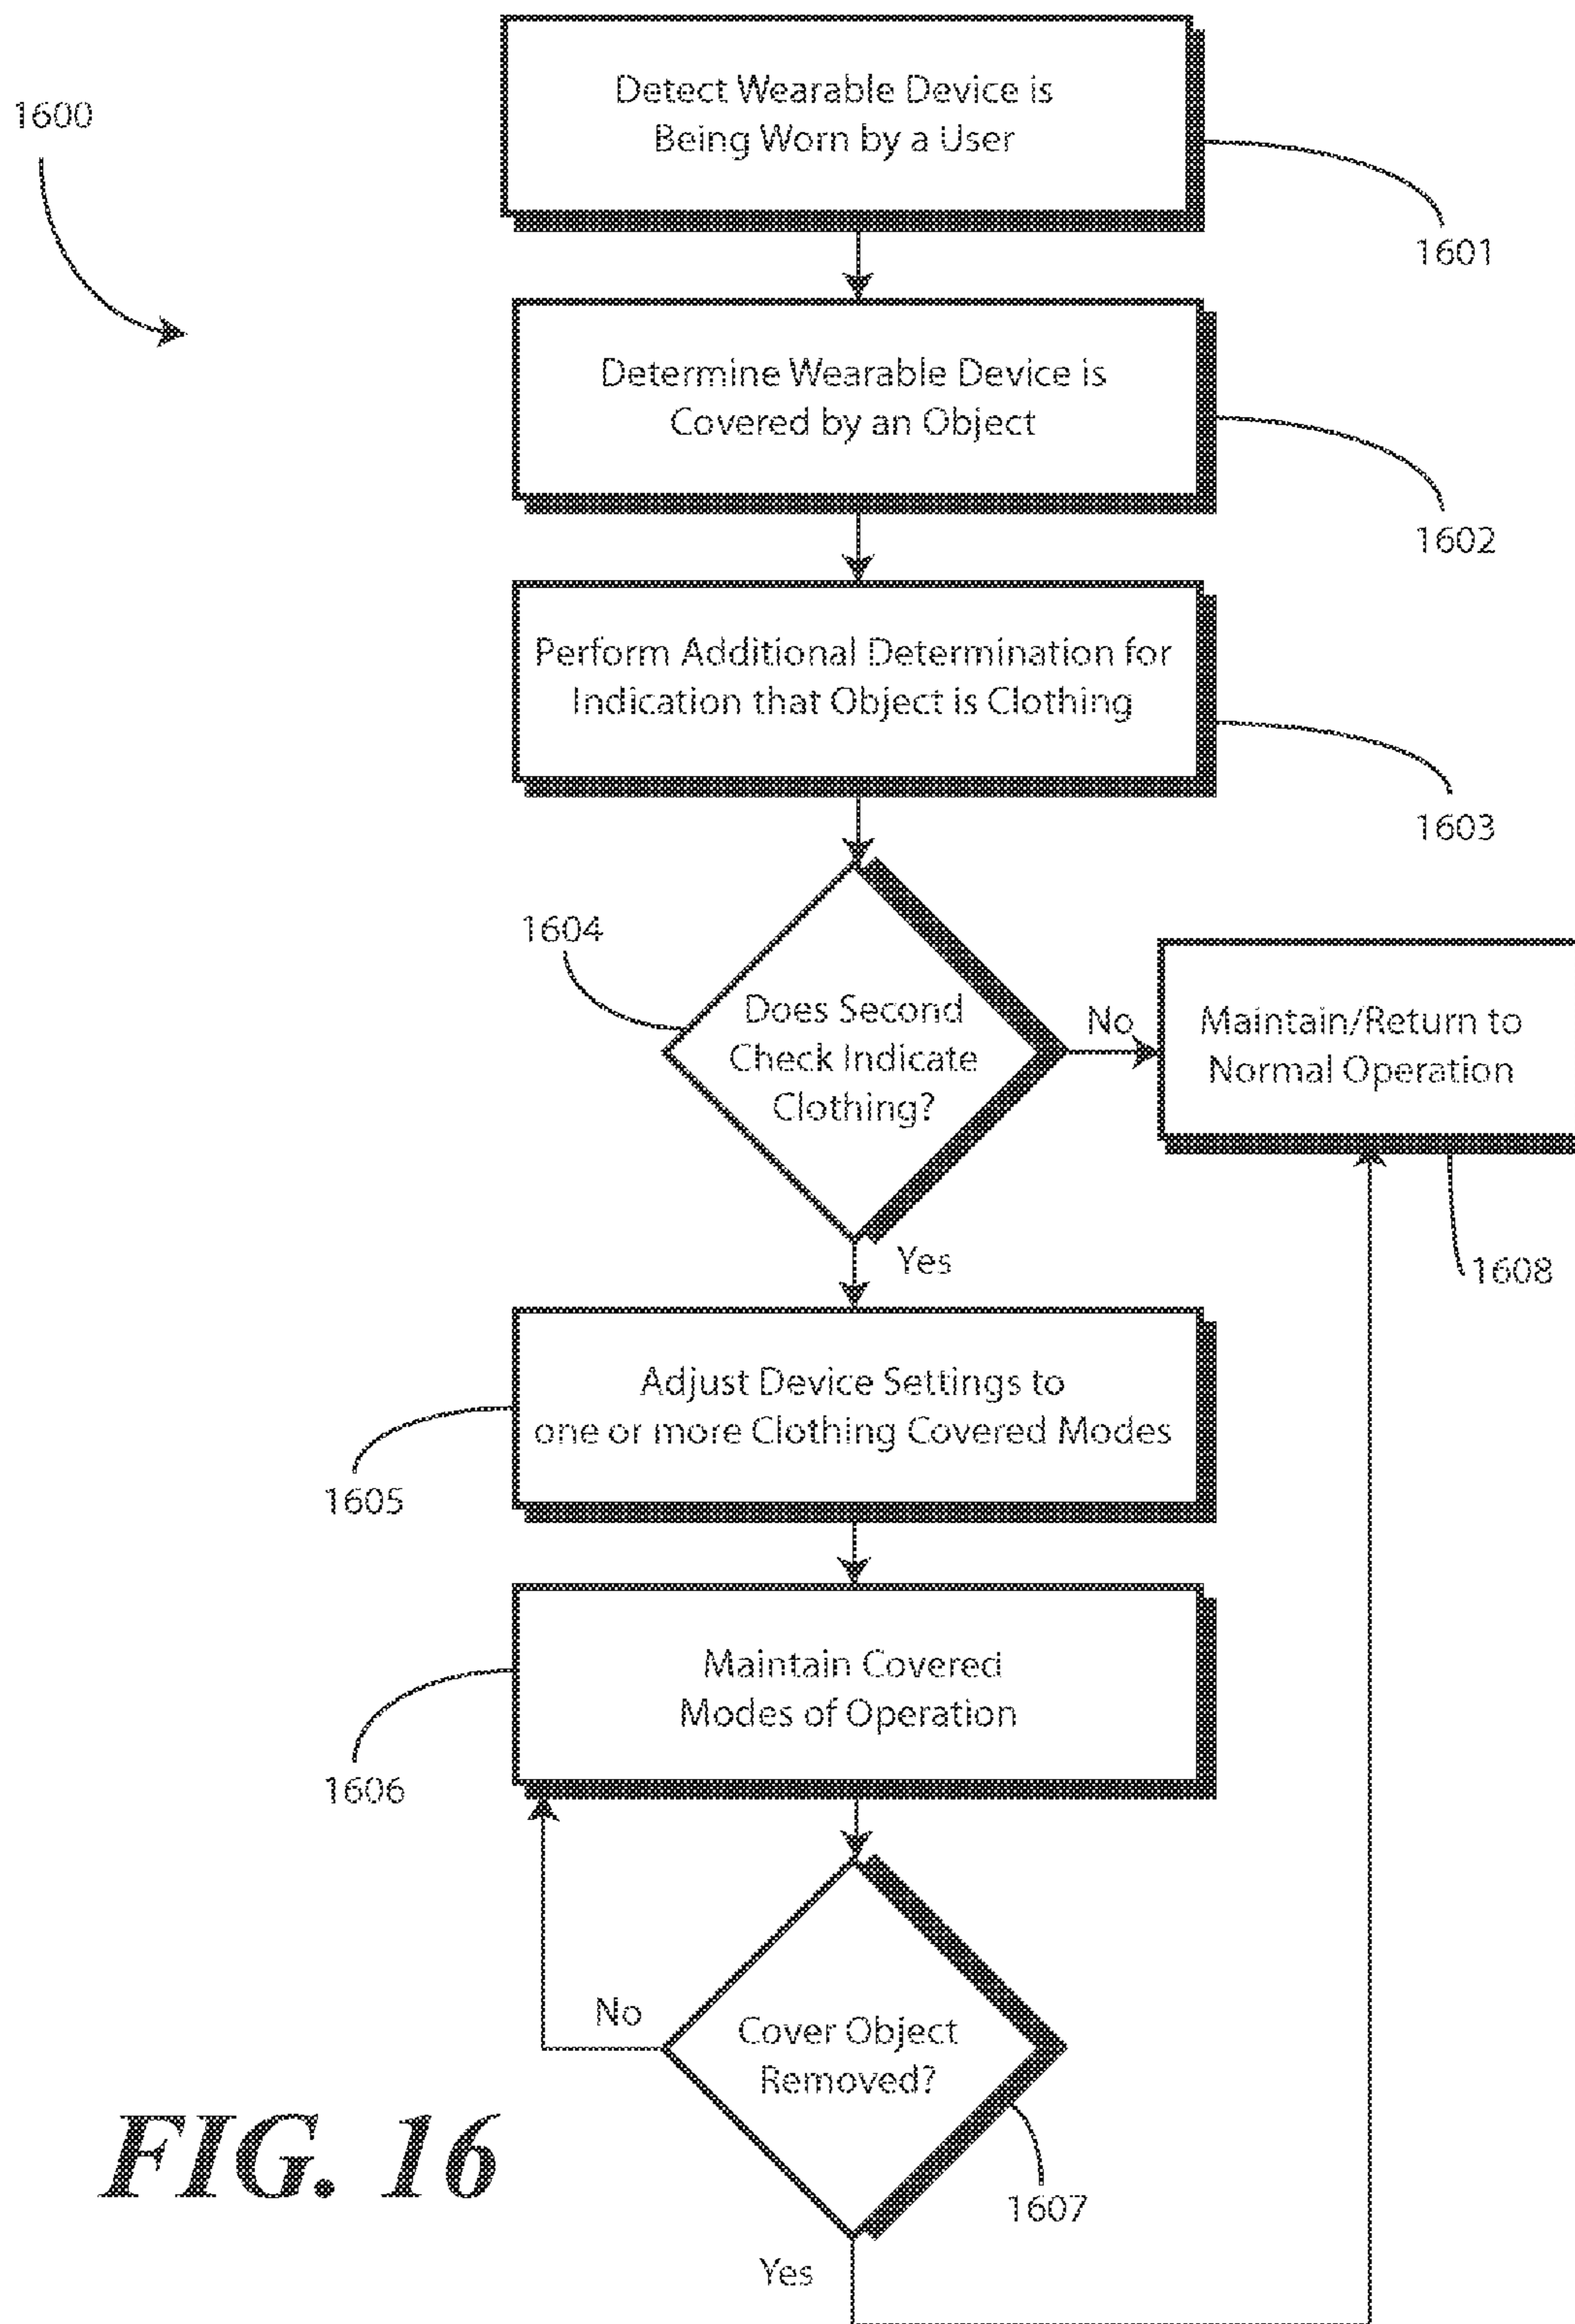 1600
Detect Wearable Device is
Being Worn by a User
1601
Determine Wearable Device is
Covered by an Object
1602
Perform Additional Determination for
Indication that Object is Clothing
1603
1604
Does Second
Check Indicate
Clothing?
No
Maintain/Return to
Normal Operation
1608
Yes
Adjust Device Settings to
one or more Clothing Covered Modes
1605
Maintain Covered
Modes of Operation
1606
No
Cover Object
Removed?
1607
Yes
FIG. 16